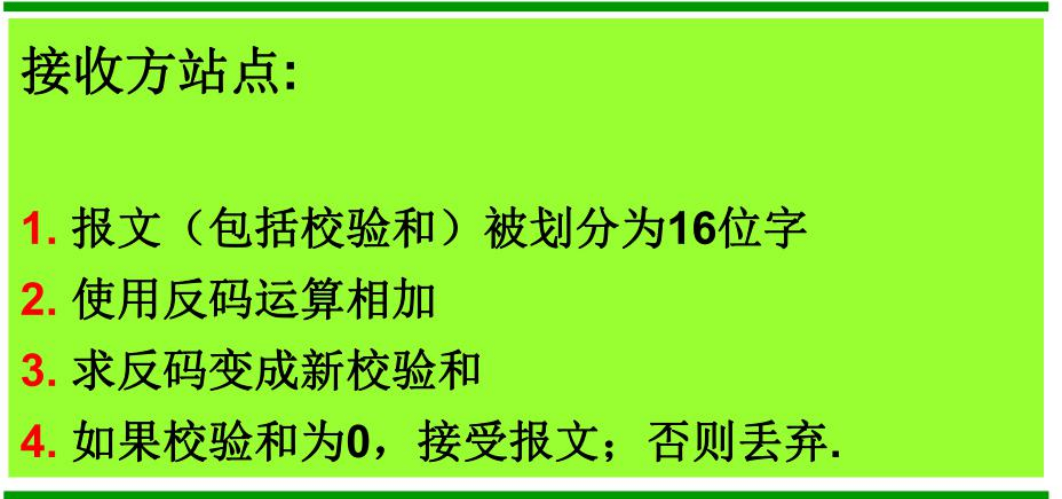 接收方站点:
1. 报文（包括校验和）被划分为16位字
2. 使用反码运算相加
3. 求反码变成新校验和
4. 如果校验和为0，接受报文；否则丢弃.